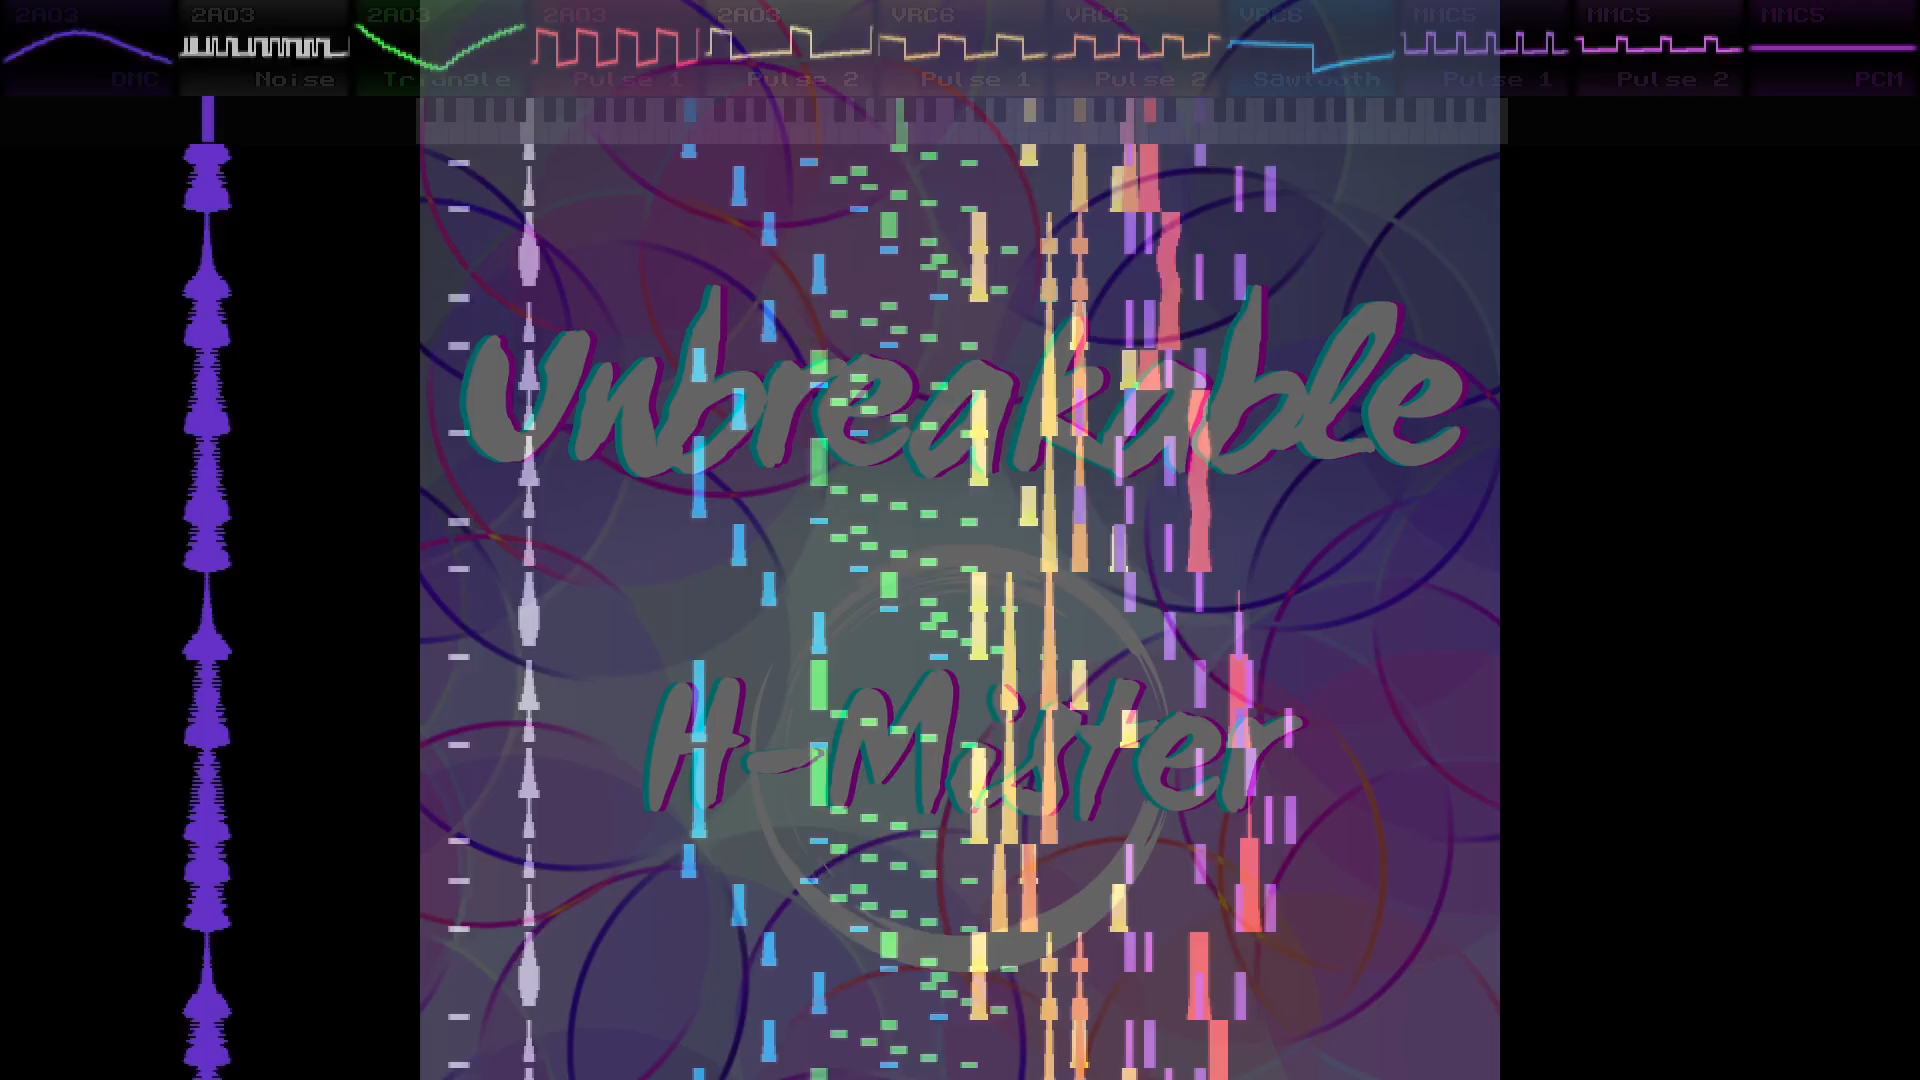 2A03 2A03 2A03 2A03 2A03 VRC6 VRC6 VRC6 MMC5 MMC5 MMC5
DMC Noise Triangle Pulse 1 Pulse 2 Pulse 1 Pulse 2 Sawtooth Pulse 1 Pulse 2 PCM
Unbreakable
H-Mister